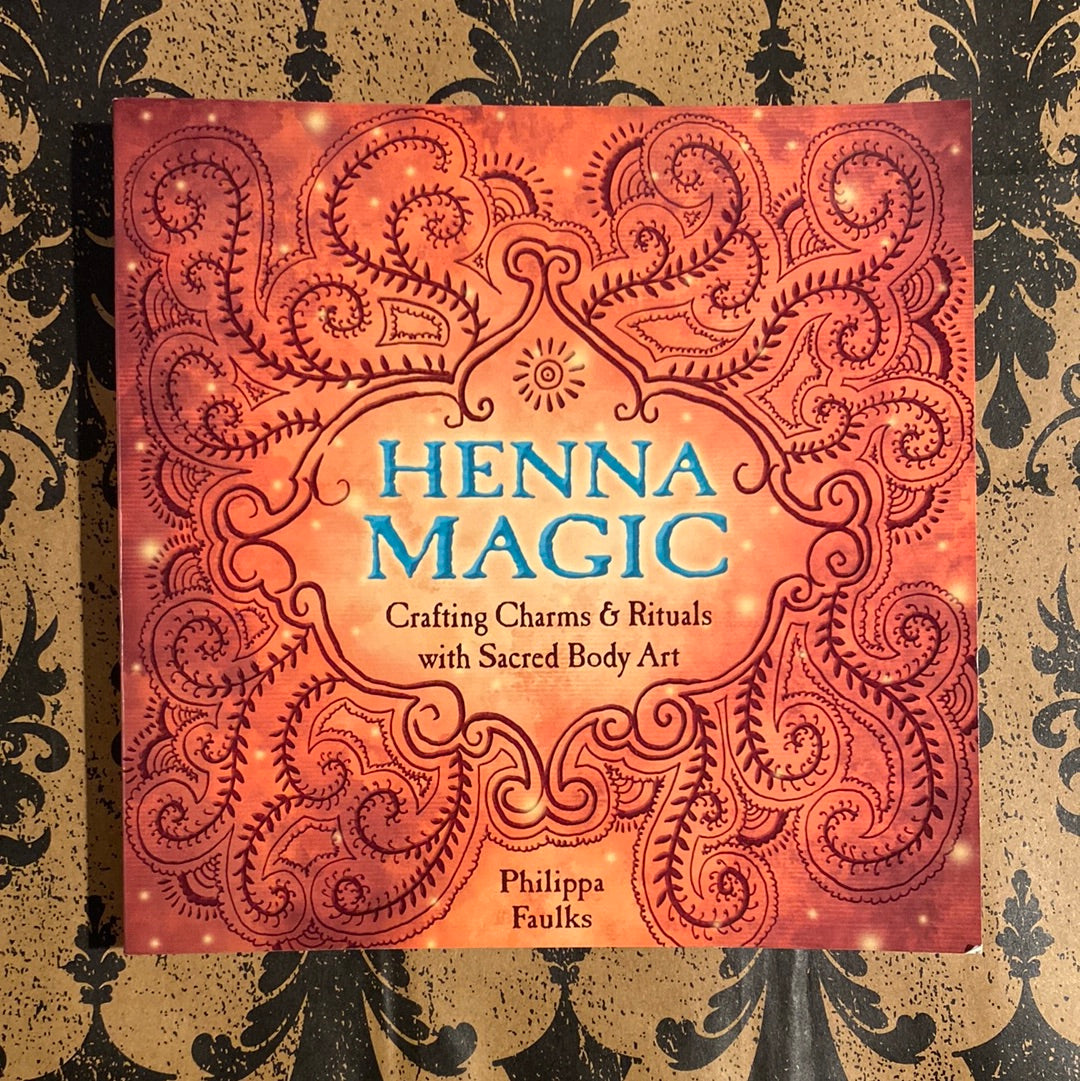 HENNA
MAGIC
Crafting Charms & Rituals
with Sacred Body Art
Philippa
Faulks